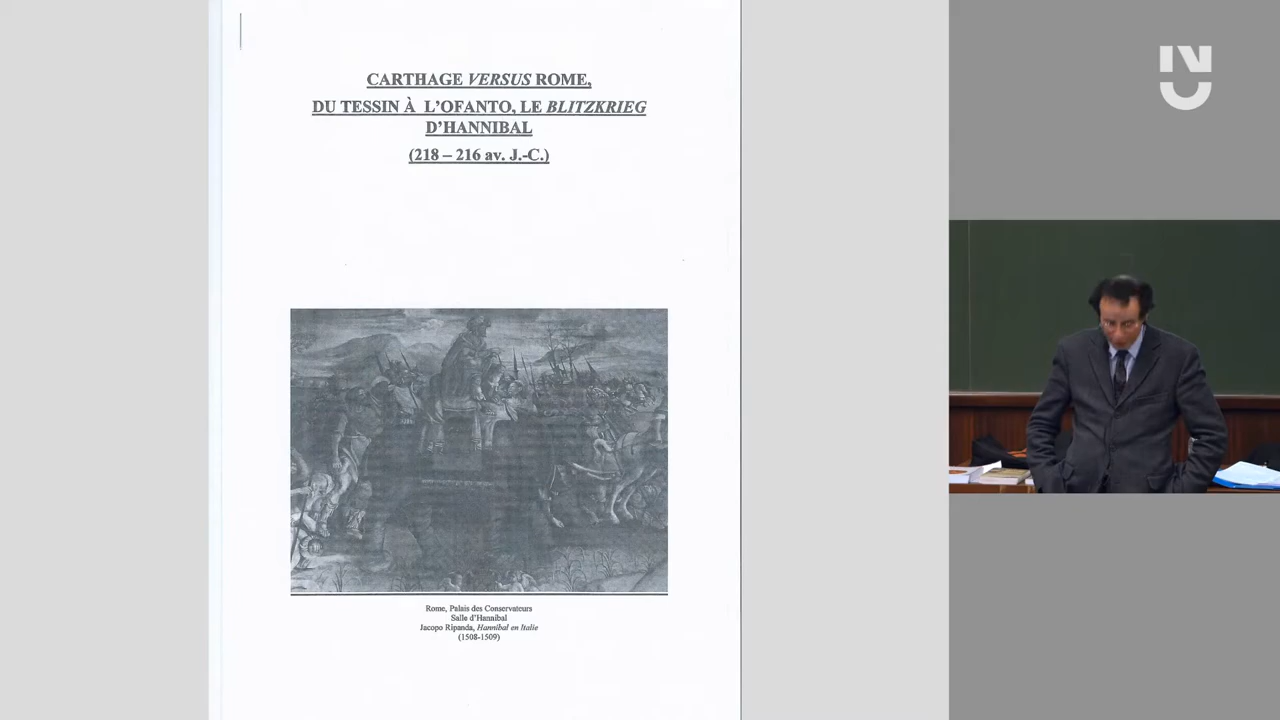 CARTHAGE VERSUS ROME,
DU TESSIN À L'OFANTO, LE BLITZKRIEG
D'HANNIBAL
(218 – 216 av. J.-C.)
Rome, Palais des Conservateurs
Salle d'Hannibal
Jacopo Ripanda, Hannibal en Italie
(1508-1509)